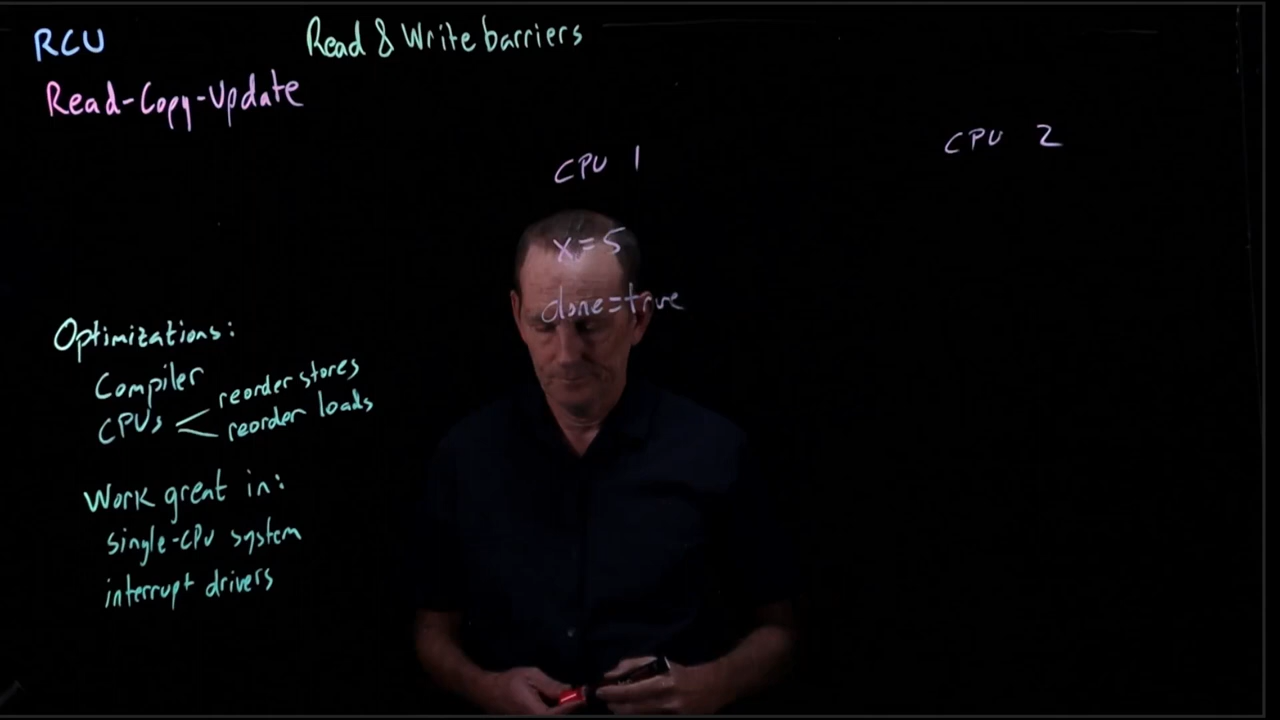 RCU
Read & Write barriers
Read-Copy-Update
CPU 1
CPU 2
x=5
done=true
Optimizations:
Compiler
CPUs < reorder stores
reorder loads
Work great in:
single-CPU system
interrupt drivers